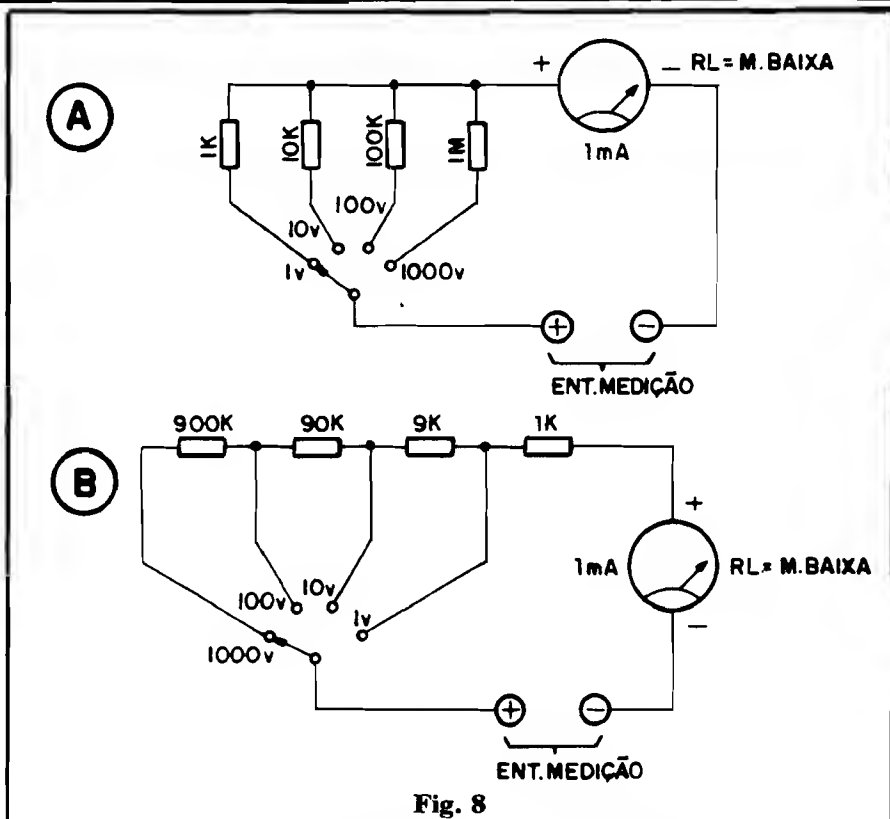 A
+ — RL = M. BAIXA
1mA
1K 10K 100K 1M
100v
10v
1v 1000v
+ −
ENT. MEDIÇÃO
B
900K 90K 9K 1K
+
1mA RL = M. BAIXA
—
100v 10v
1v
1000v
+ −
ENT. MEDIÇÃO
Fig. 8